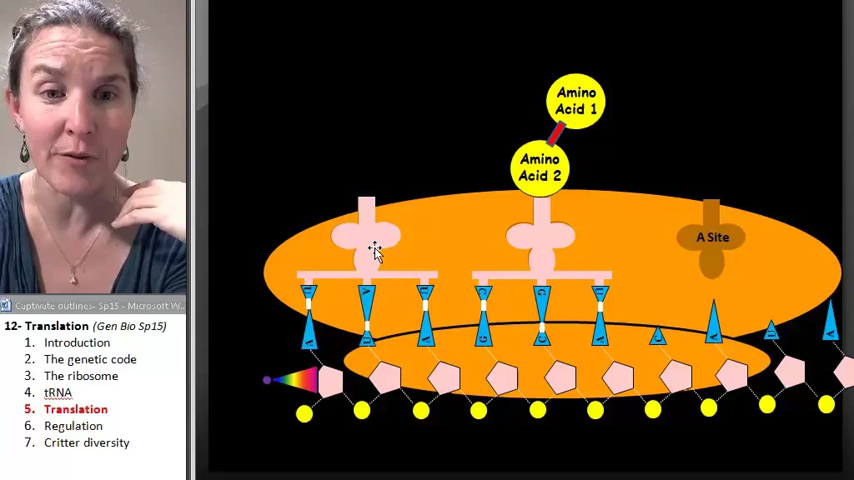 Amino
Acid 1
Amino
Acid 2
A Site
U
A
U
C
G
U
A
U
A
G
C
A
C
A
U
A
A
Captivate outlines- Sp15 - Microsoft W
12- Translation (Gen Bio Sp15)
1. Introduction
2. The genetic code
3. The ribosome
4. tRNA
5. Translation
6. Regulation
7. Critter diversity